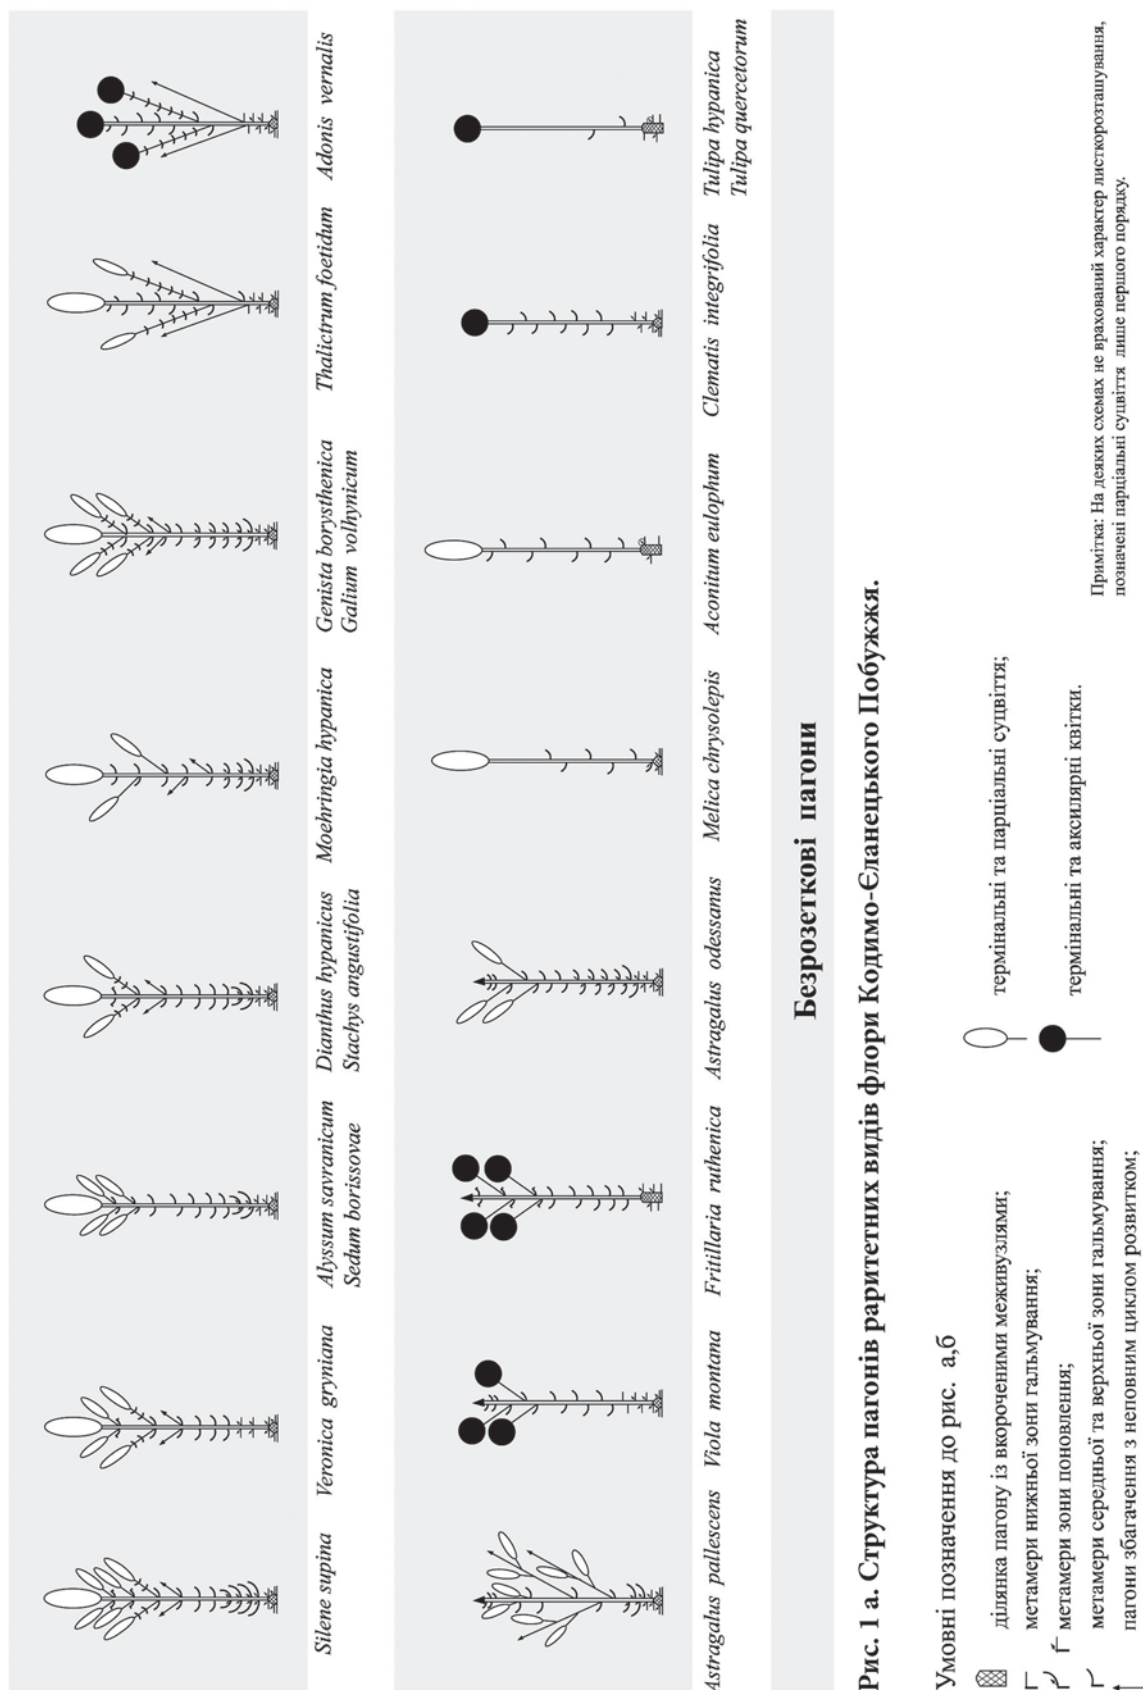 Silene supina
Veronica gryniana
Alyssum savranicum
Sedum borissovae
Dianthus hypanicus
Stachys angustifolia
Moehringia hypanica
Genista borysthenica
Galium volhynicum
Thalictrum foetidum
Adonis vernalis
Astragalus pallescens
Viola montana
Fritillaria ruthenica
Astragalus odessanus
Melica chrysolepis
Aconitum eulophum
Clematis integrifolia
Tulipa hypanica
Tulipa quercetorum
Безрозеткові пагони
Рис. 1 а. Структура пагонів раритетних видів флори Кодимо-Єланецького Побужжя.
Умовні позначення до рис. а,б
ділянка пагону із вкороченими меживузлями;
метамери нижньої зони гальмування;
метамери зони поновлення;
метамери середньої та верхньої зони гальмування;
пагони збагачення з неповним циклом розвитком;
термінальні та парціальні суцвіття;
термінальні та аксилярні квітки.
Примітка: На деяких схемах не врахований характер листкорозташування,
позначені парціальні суцвіття лише першого порядку.